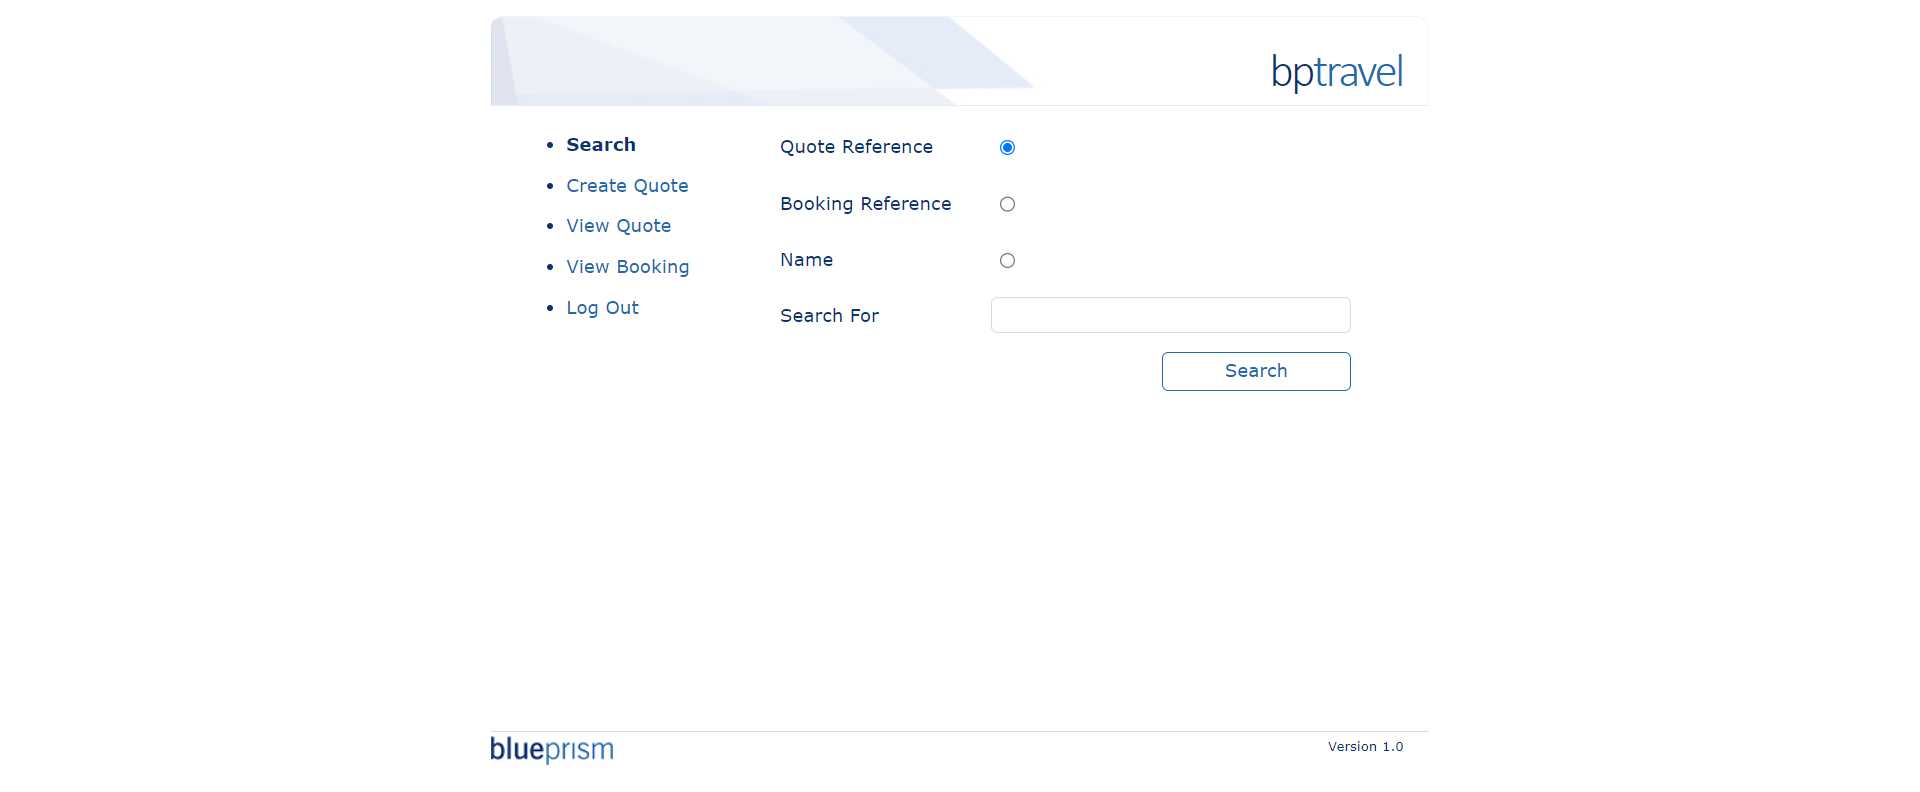 bptravel
Search
Create Quote
View Quote
View Booking
Log Out
Quote Reference
Booking Reference
Name
Search For
Search
blueprism
Version 1.0